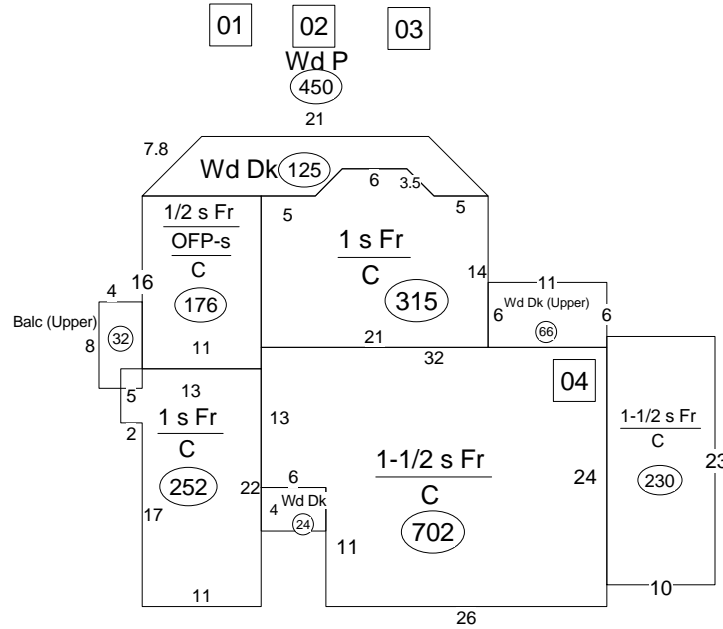 01 02 03
Wd P
450
21
7.8
Wd Dk 125
6 3.5
5 5
1/2 s Fr
OFP-s
C
176
16
11
1 s Fr
C
315
14
21
4
Balc (Upper)
32
8
11
Wd Dk (Upper)
6 6
66
32
04
5
13
2
1 s Fr
C
252
17
11
13
22
6
Wd Dk
4
24
11
1-1/2 s Fr
C
702
24
26
1-1/2 s Fr
C
230
23
10